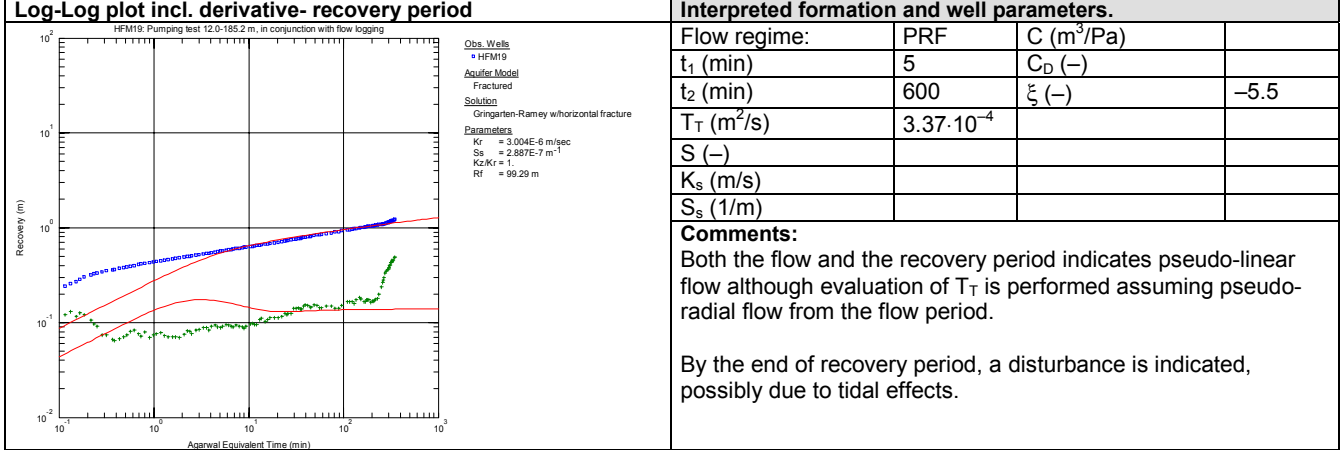 Log-Log plot incl. derivative- recovery period
HFM19: Pumping test 12.0-185.2 m, in conjunction with flow logging
10²
10¹
10⁰
10⁻¹
10⁻²
Recovery (m)
10⁻¹ 10⁰ 10¹ 10² 10³
Agarwal Equivalent Time (min)
Obs. Wells
HFM19
Aquifer Model
Fractured
Solution
Gringarten-Ramey w/horizontal fracture
Parameters
Kr = 3.004E-6 m/sec
Ss = 2.887E-7 m⁻¹
Kz/Kr = 1.
Rf = 99.29 m
Interpreted formation and well parameters.
Flow regime: PRF C (m³/Pa)
t₁ (min) 5 C_D (–)
t₂ (min) 600 ξ (–) –5.5
T_T (m²/s) 3.37·10⁻⁴
S (–)
K_s (m/s)
S_s (1/m)
Comments:
Both the flow and the recovery period indicates pseudo-linear
flow although evaluation of T_T is performed assuming pseudo-
radial flow from the flow period.
By the end of recovery period, a disturbance is indicated,
possibly due to tidal effects.